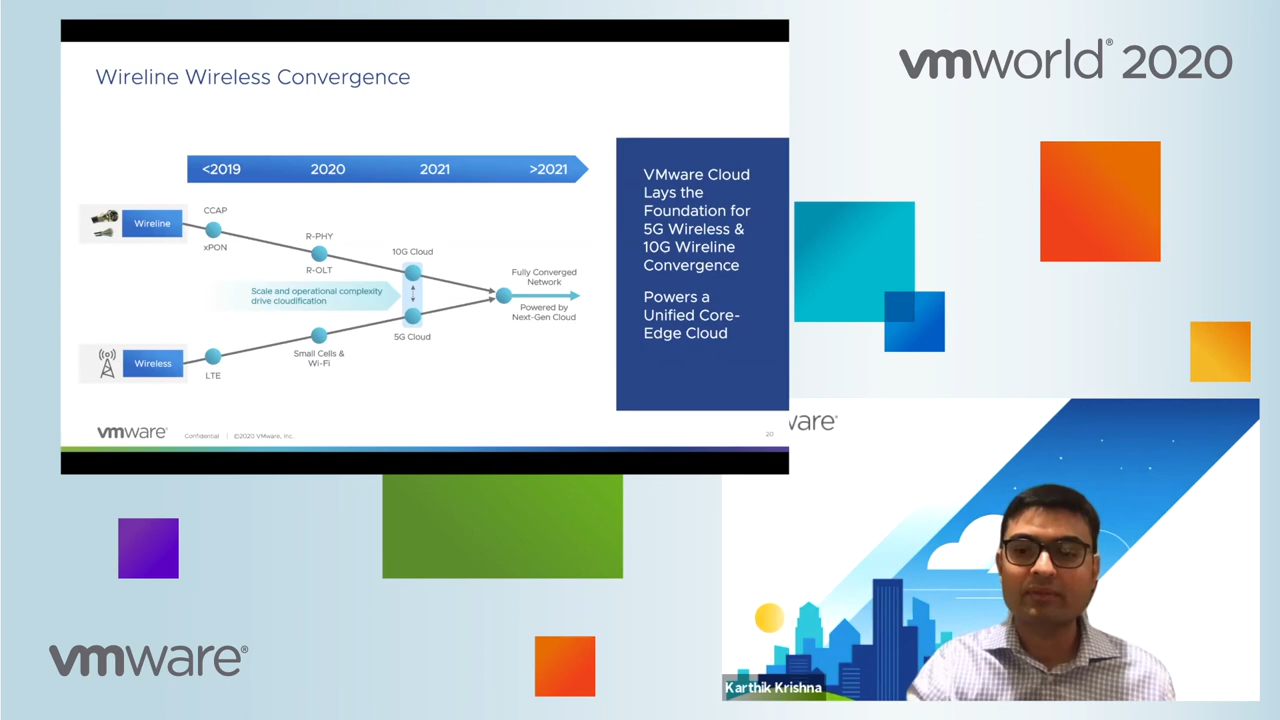 vmworld® 2020
Wireline Wireless Convergence
<2019
2020
2021
>2021
Wireline
CCAP
xPON
R-PHY
R-OLT
10G Cloud
Scale and operational complexity
drive cloudification
Fully Converged
Network
Powered by
Next-Gen Cloud
5G Cloud
Small Cells &
Wi-Fi
Wireless
LTE
VMware Cloud
Lays the
Foundation for
5G Wireless &
10G Wireline
Convergence
Powers a
Unified Core-
Edge Cloud
vmware®
Confidential | ©2020 VMware, Inc.
20
vmware®
vmware®
Karthik Krishna